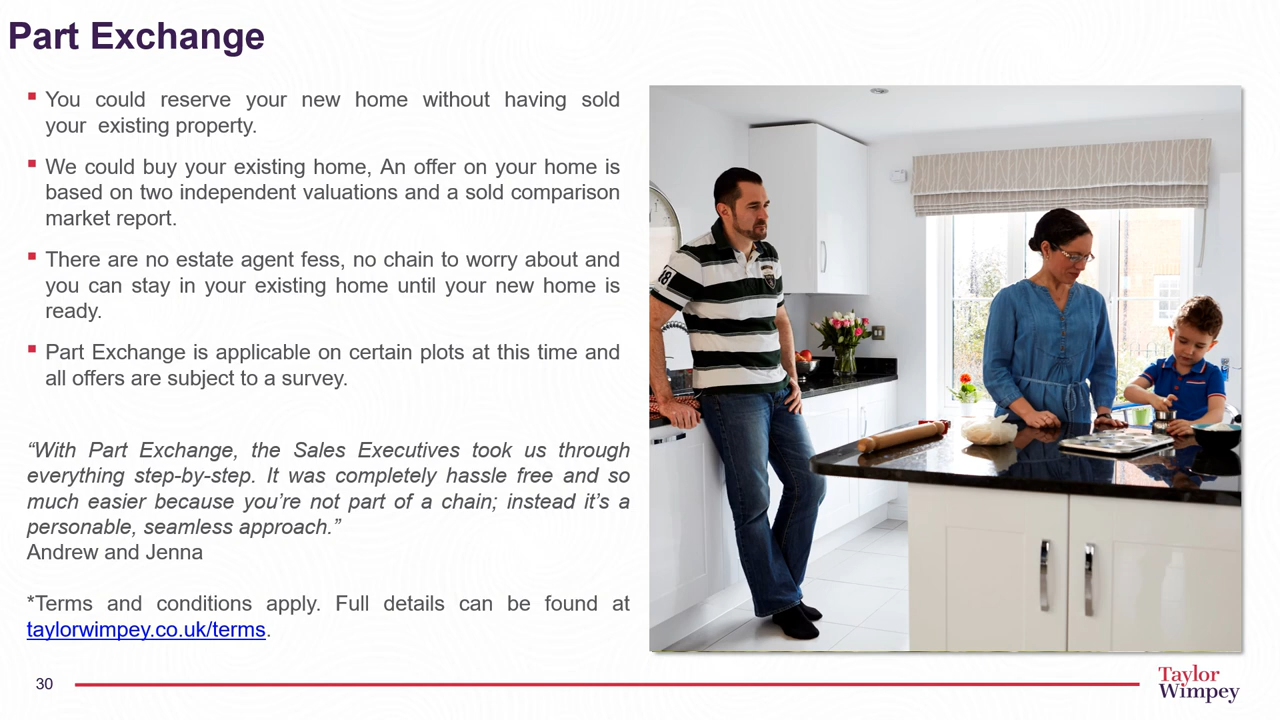 Part Exchange
▪ You could reserve your new home without having sold
your existing property.
▪ We could buy your existing home, An offer on your home is
based on two independent valuations and a sold comparison
market report.
▪ There are no estate agent fess, no chain to worry about and
you can stay in your existing home until your new home is
ready.
▪ Part Exchange is applicable on certain plots at this time and
all offers are subject to a survey.
“With Part Exchange, the Sales Executives took us through
everything step-by-step. It was completely hassle free and so
much easier because you’re not part of a chain; instead it’s a
personable, seamless approach.”
Andrew and Jenna
*Terms and conditions apply. Full details can be found at
taylorwimpey.co.uk/terms.
18
30
Taylor
Wimpey